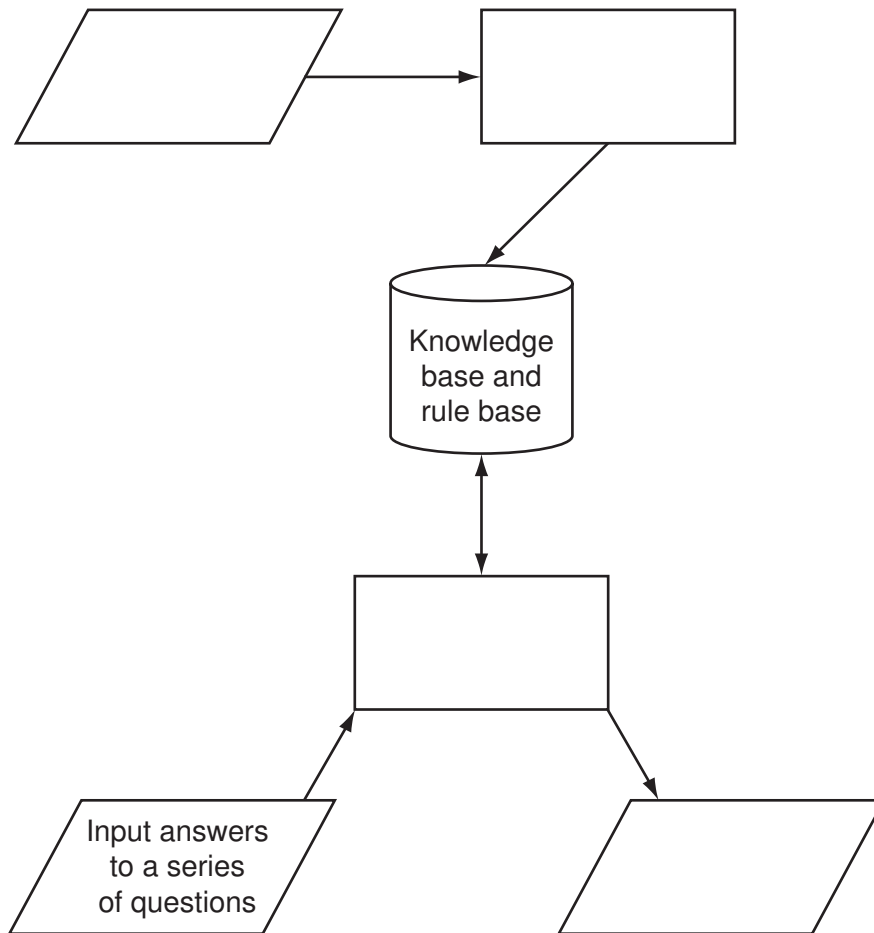 Knowledge
base and
rule base
Input answers
to a series
of questions